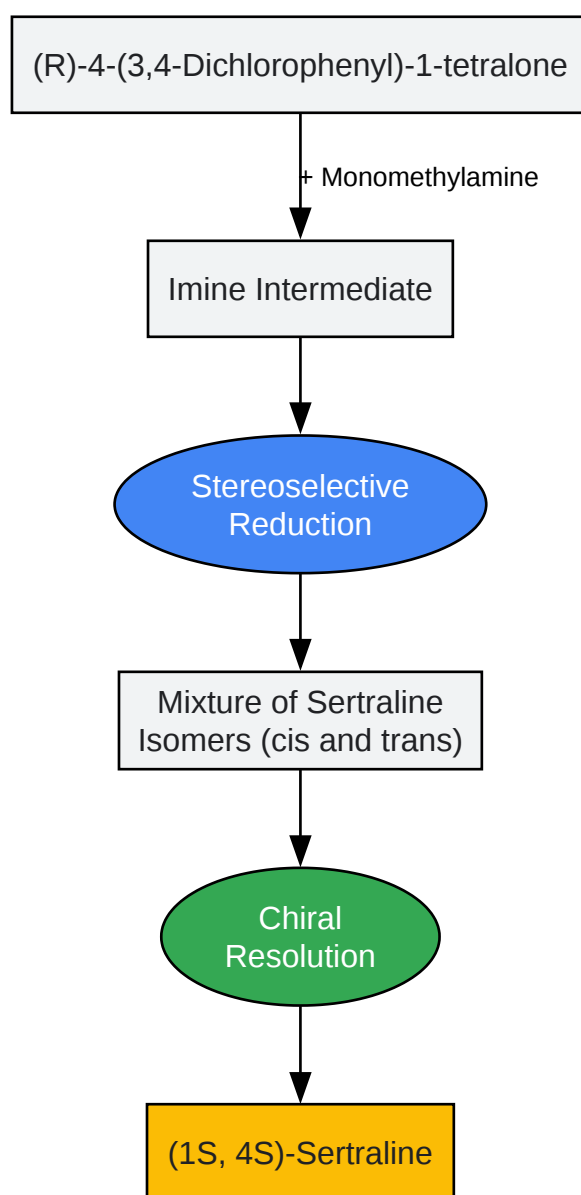 (R)-4-(3,4-Dichlorophenyl)-1-tetralone
+ Monomethylamine
Imine Intermediate
Stereoselective
Reduction
Mixture of Sertraline
Isomers (cis and trans)
Chiral
Resolution
(1S, 4S)-Sertraline